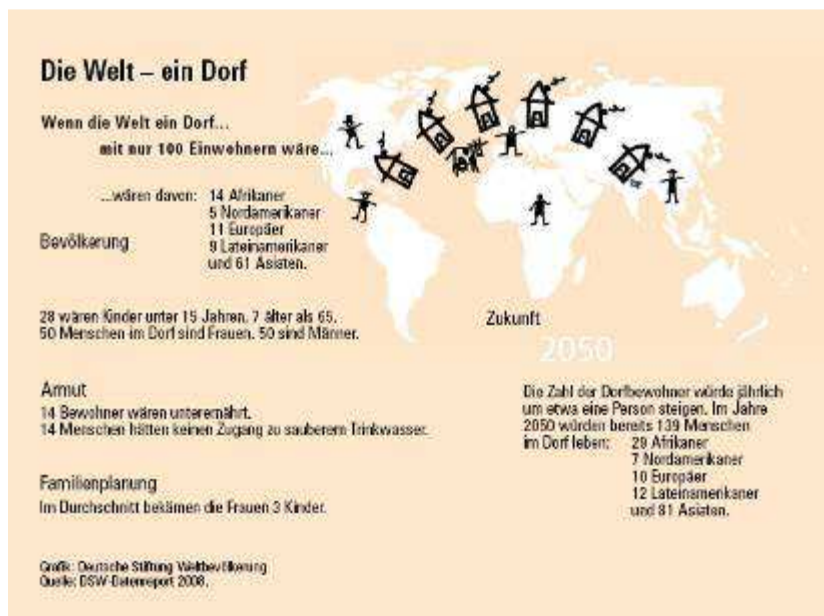 Die Welt – ein Dorf
Wenn die Welt ein Dorf...
mit nur 100 Einwohnern wäre...
...wären davon: 14 Afrikaner
5 Nordamerikaner
11 Europäer
9 Lateinamerikaner
und 61 Asiaten.
Bevölkerung
28 wären Kinder unter 15 Jahren. 7 älter als 65.
50 Menschen im Dorf sind Frauen. 50 sind Männer.
Armut
14 Bewohner wären unterernährt.
14 Menschen hätten keinen Zugang zu sauberem Trinkwasser.
Familienplanung
Im Durchschnitt bekämen die Frauen 3 Kinder.
Grafik: Deutsche Stiftung Weltbevölkerung
Quelle: DSW-Datenreport 2008.
Zukunft
2050
Die Zahl der Dorfbewohner würde jährlich
um etwa eine Person steigen. Im Jahre
2050 würden bereits 139 Menschen
im Dorf leben: 29 Afrikaner
7 Nordamerikaner
10 Europäer
12 Lateinamerikaner
und 81 Asiaten.